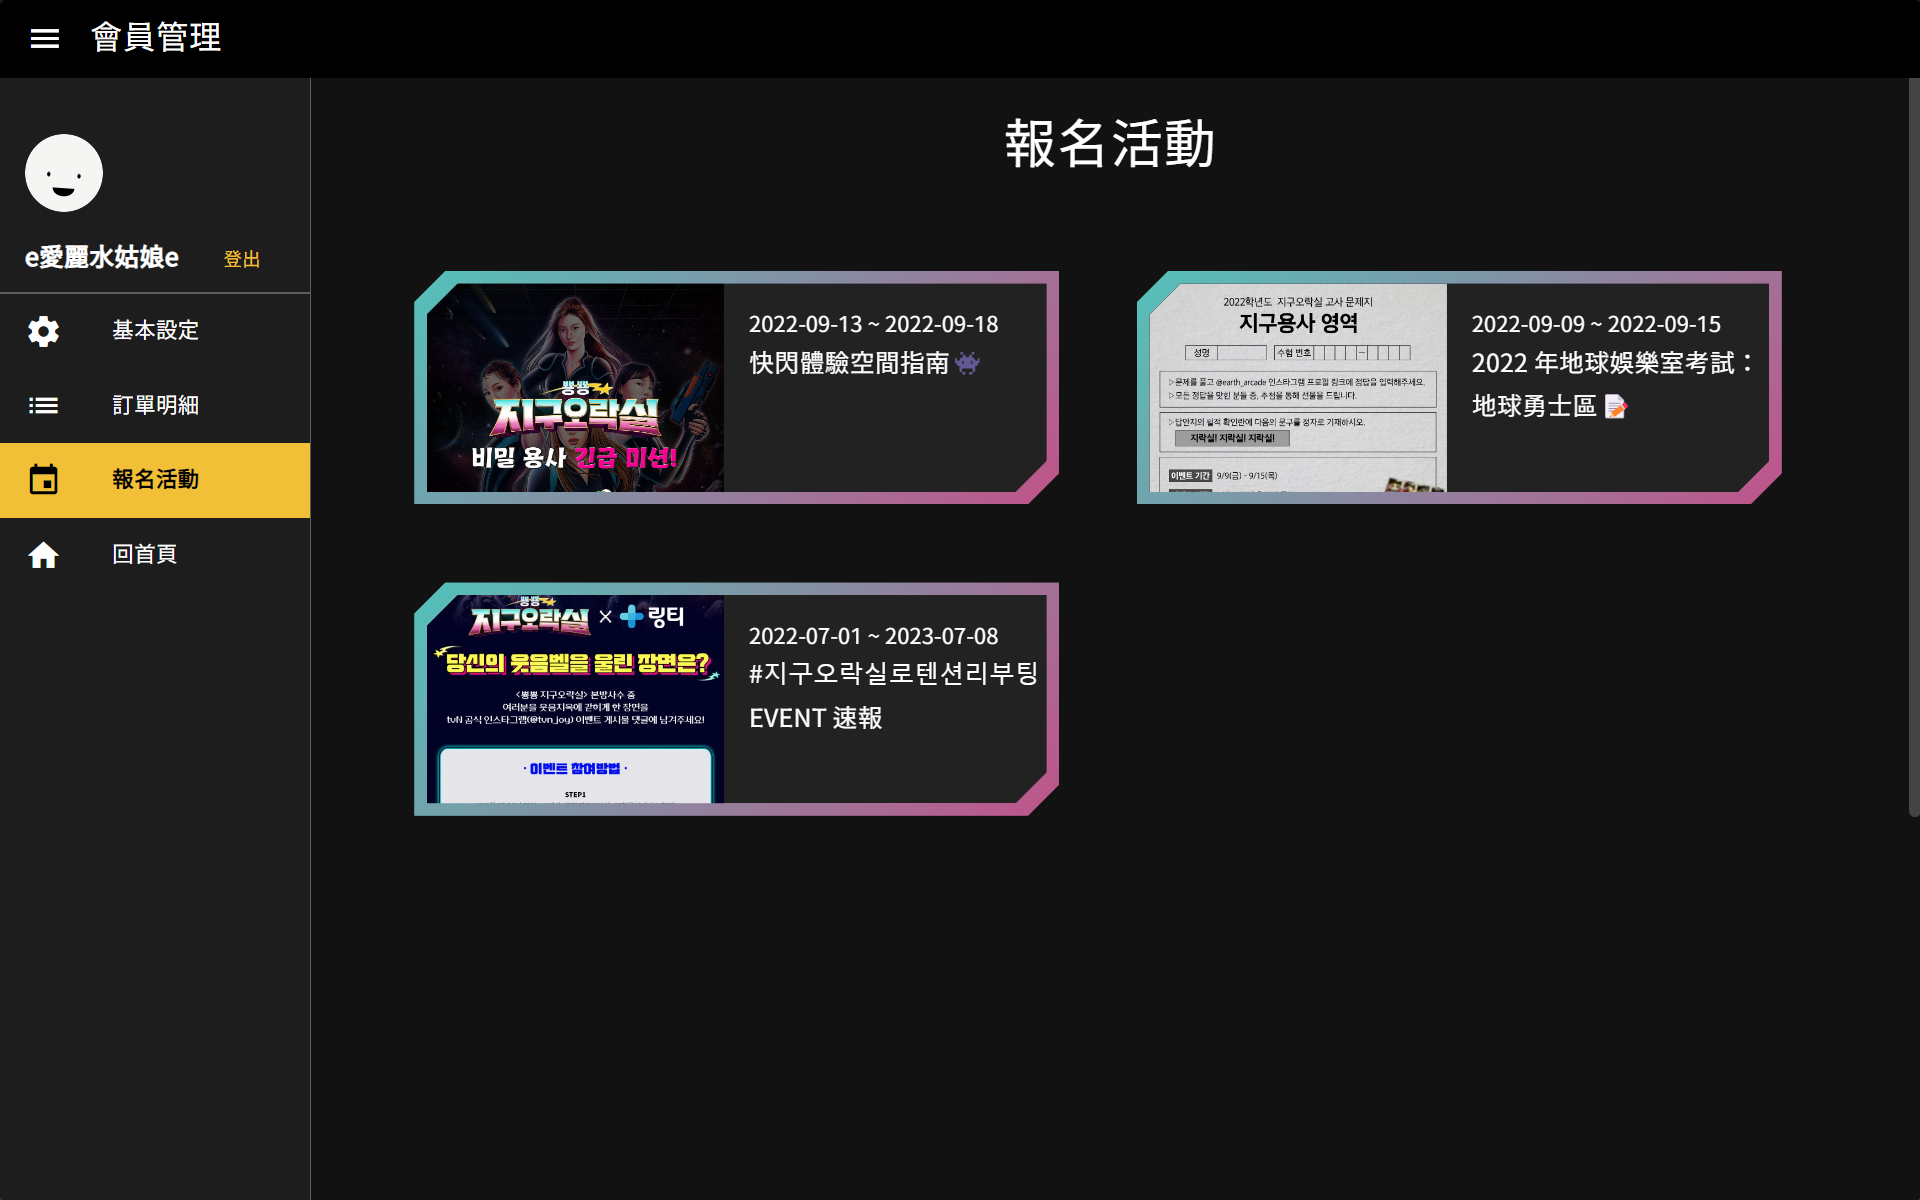 會員管理
e愛麗水姑娘e
登出
基本設定
訂單明細
報名活動
回首頁
報名活動
뿅뿅
지구오락실
비밀 용사 긴급 미션!
2022-09-13 ~ 2022-09-18
快閃體驗空間指南👾
2022학년도 지구오락실 고사 문제지
지구용사 영역
성명
수험 번호
▷문제를 풀고 @earth_arcade 인스타그램 프로필 링크에 정답을 입력해주세요.
▷모든 정답을 맞힌 분들 중, 추첨을 통해 선물을 드립니다.
▷답안지의 필적 확인란에 다음의 문구를 정자로 기재하십시오.
지락실! 지락실! 지락실!
이벤트 기간 9/9(금) - 9/15(목)
2022-09-09 ~ 2022-09-15
2022 年地球娛樂室考試：
地球勇士區 📝
뿅뿅
지구오락실 × 링티
당신의 웃음벨을 울린 장면은?
<뿅뿅 지구오락실> 본방사수 중
여러분을 웃음지옥에 갇히게 한 장면을
tvN 공식 인스타그램(@tvn_joy) 이벤트 게시물 댓글에 남겨주세요!
· 이벤트 참여방법 ·
STEP1
2022-07-01 ~ 2023-07-08
#지구오락실로텐션리부팅
EVENT 速報